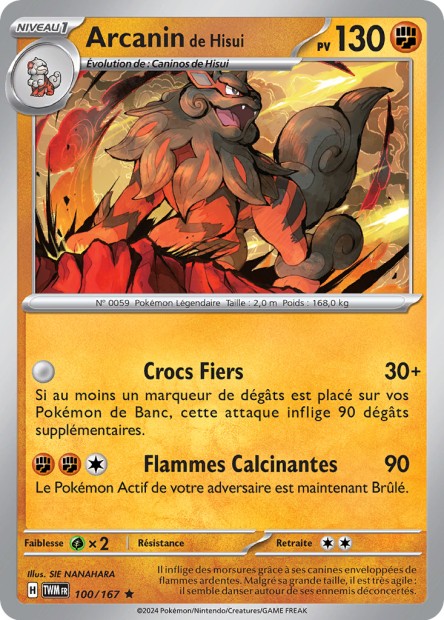 NIVEAU 1
Arcanin de Hisui PV 130
Évolution de : Caninos de Hisui
N° 0059 Pokémon Légendaire Taille : 2,0 m Poids : 168,0 kg
Crocs Fiers 30+
Si au moins un marqueur de dégâts est placé sur vos
Pokémon de Banc, cette attaque inflige 90 dégâts
supplémentaires.
Flammes Calcinantes 90
Le Pokémon Actif de votre adversaire est maintenant Brûlé.
Faiblesse × 2 Résistance Retraite
Illus. SIE NANAHARA
H TWM FR 100/167
Il inflige des morsures grâce à ses canines enveloppées de
flammes ardentes. Malgré sa grande taille, il est très agile :
il semble danser autour de ses ennemis déconcertés.
©2024 Pokémon/Nintendo/Creatures/GAME FREAK